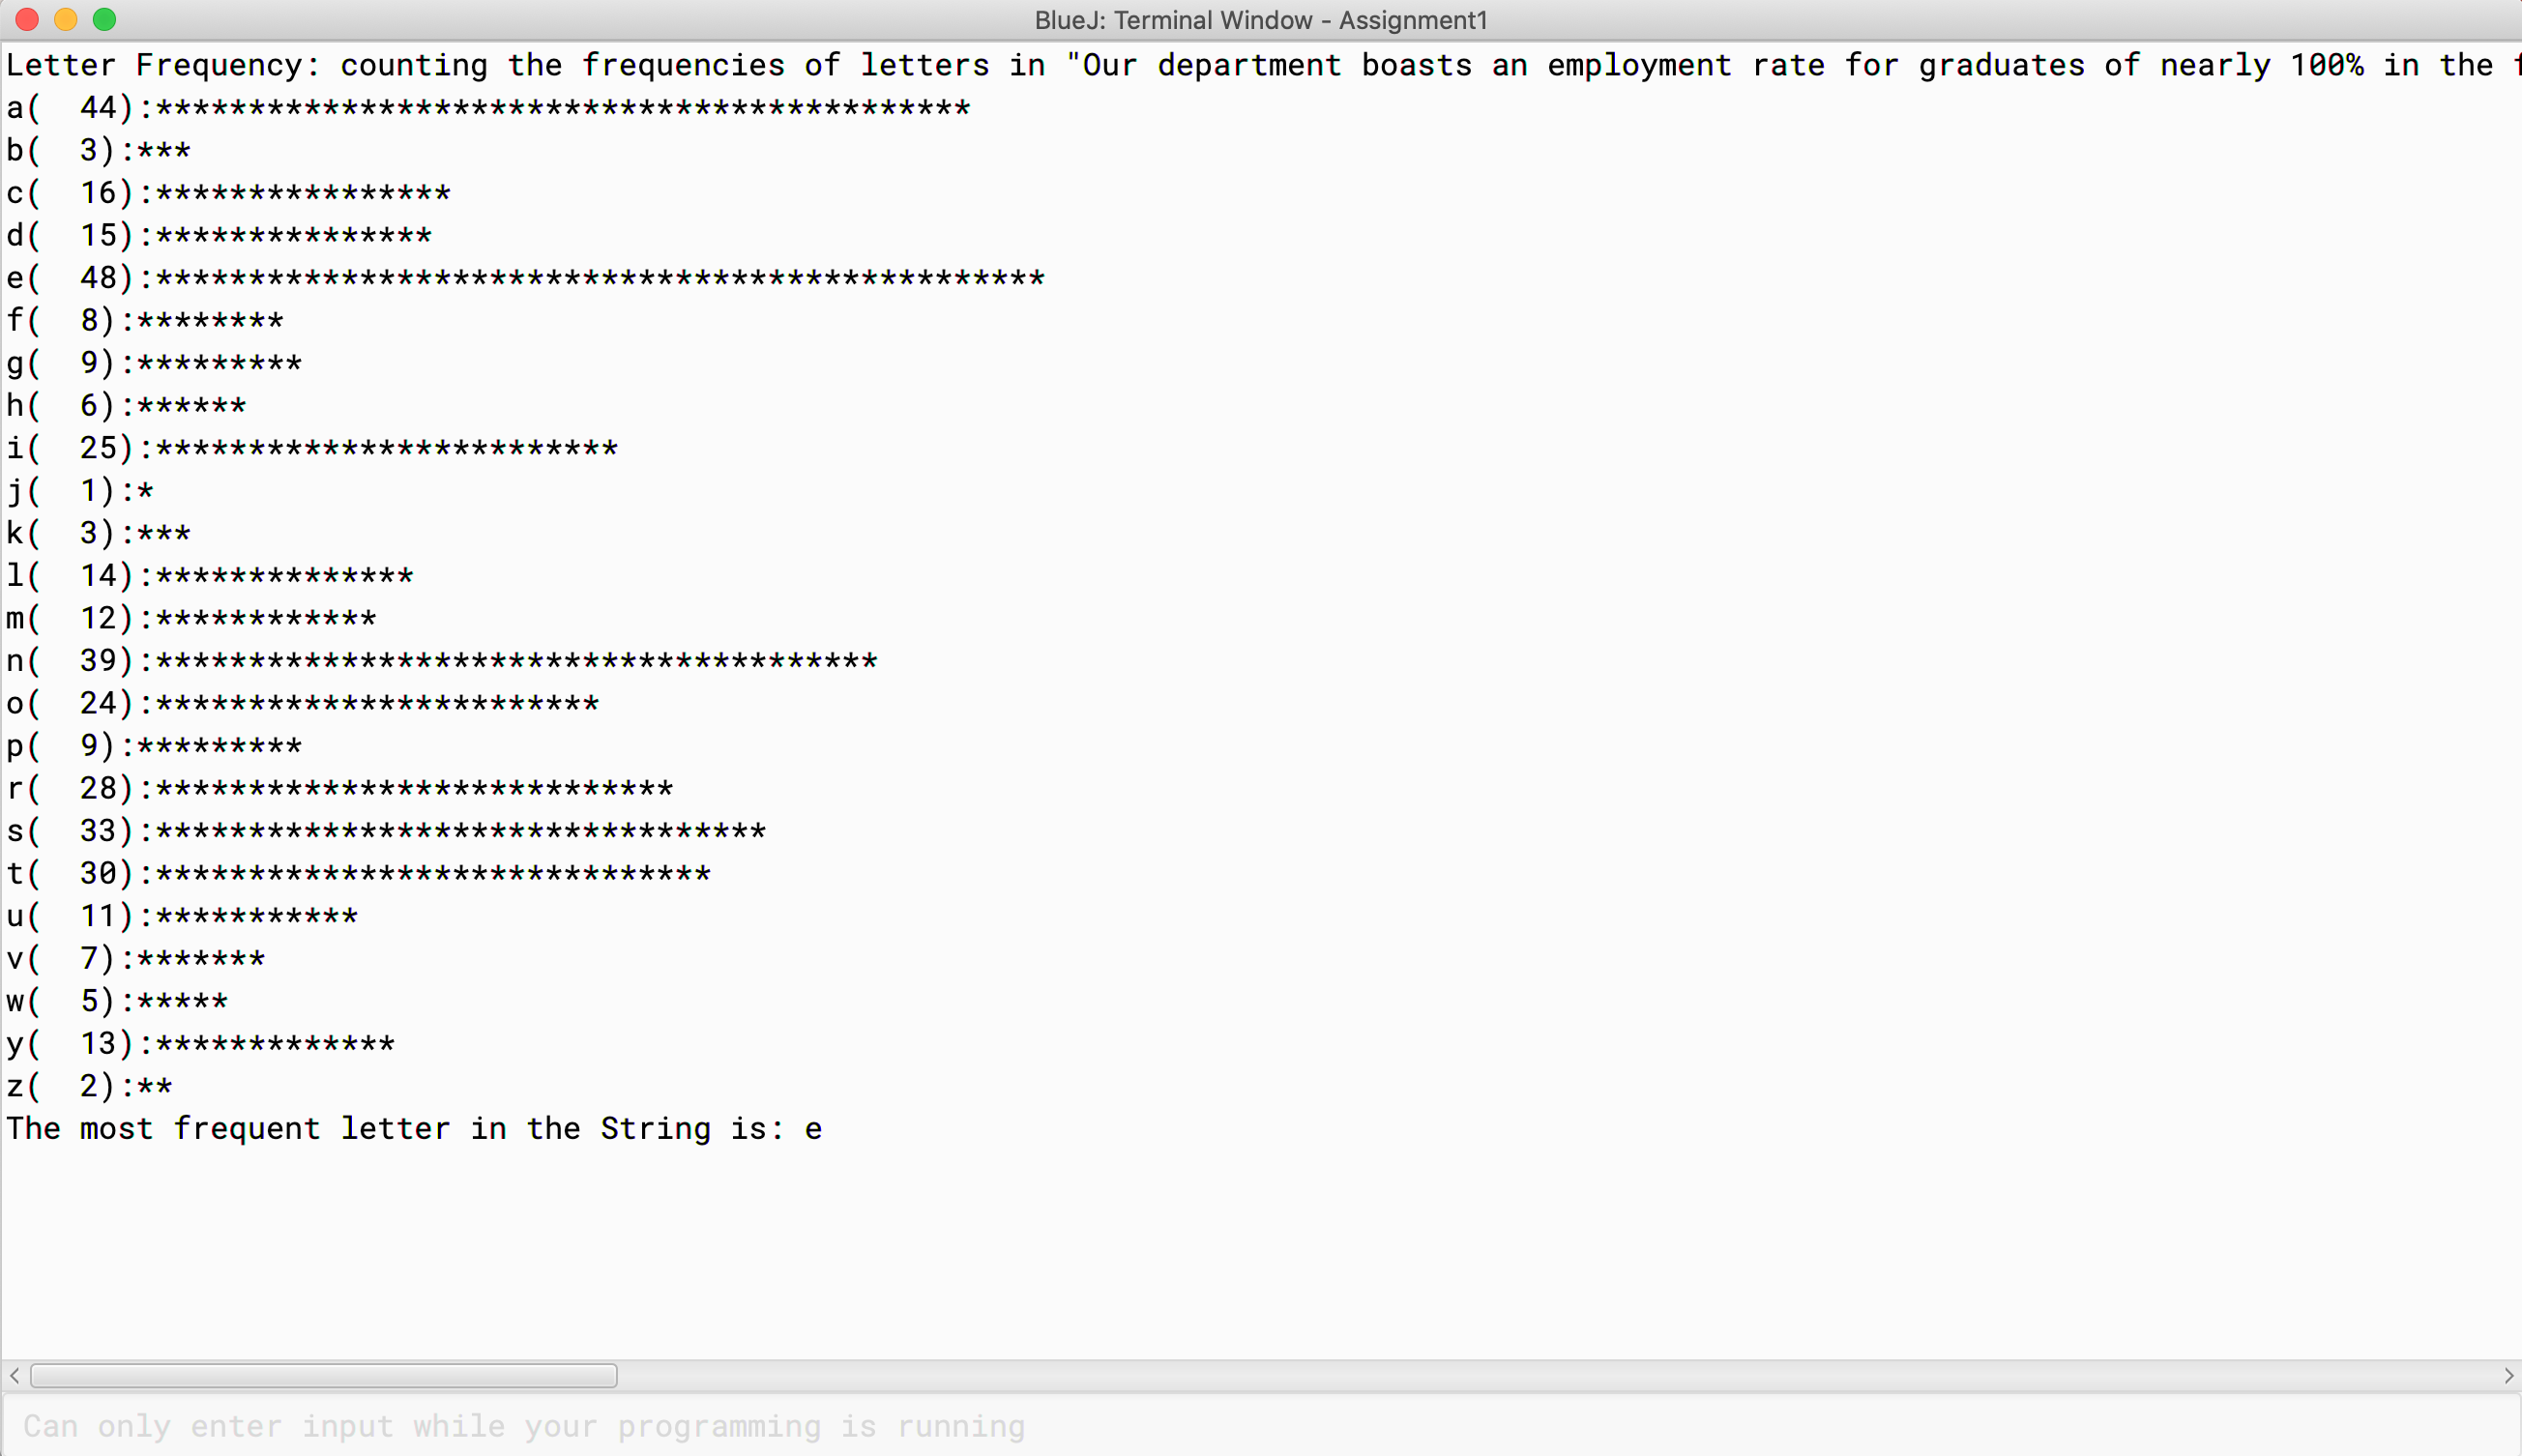 BlueJ: Terminal Window - Assignment1
Letter Frequency: counting the frequencies of letters in "Our department boasts an employment rate for graduates of nearly 100% in the f
a(  44):********************************************
b(  3):***
c(  16):****************
d(  15):***************
e(  48):************************************************
f(  8):********
g(  9):*********
h(  6):******
i(  25):*************************
j(  1):*
k(  3):***
l(  14):**************
m(  12):************
n(  39):***************************************
o(  24):************************
p(  9):*********
r(  28):****************************
s(  33):*********************************
t(  30):******************************
u(  11):***********
v(  7):*******
w(  5):*****
y(  13):*************
z(  2):**
The most frequent letter in the String is: e
Can only enter input while your programming is running